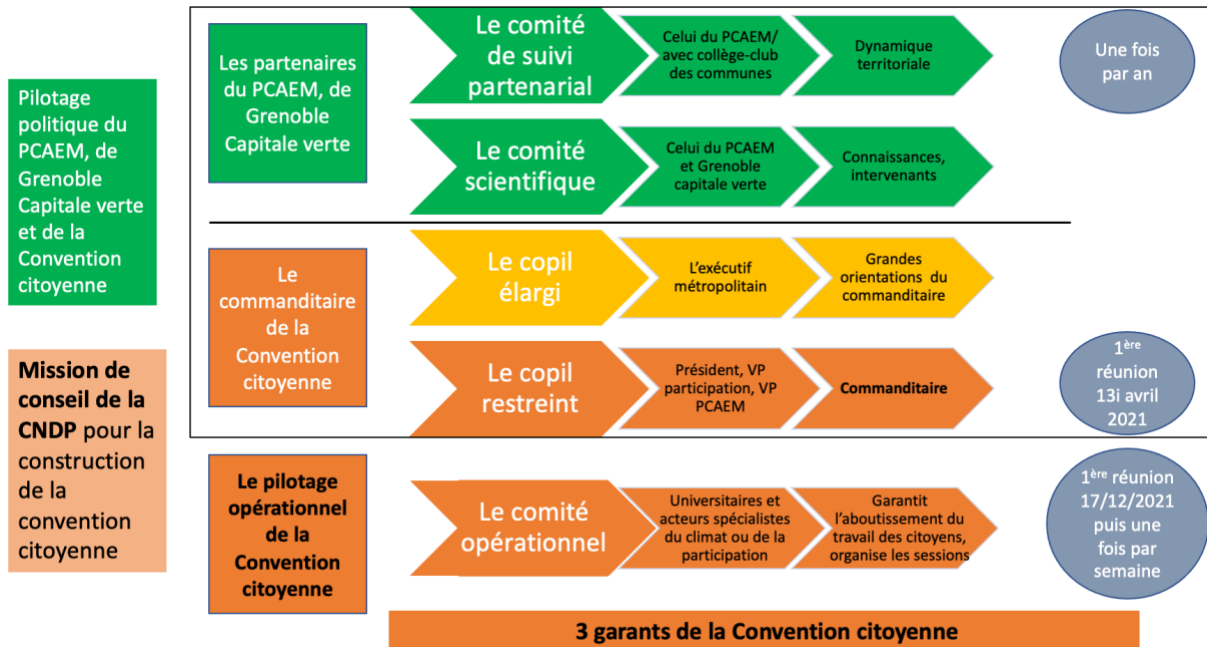 Pilotage
politique du
PCAEM, de
Grenoble
Capitale verte
et de la
Convention
citoyenne
Mission de
conseil de la
CNDP pour la
construction
de la
convention
citoyenne
Les partenaires
du PCAEM, de
Grenoble
Capitale verte
Le comité
de suivi
partenarial
Celui du PCAEM/
avec collège-club
des communes
Dynamique
territoriale
Une fois
par an
Le comité
scientifique
Celui du PCAEM
et Grenoble
capitale verte
Connaissances,
intervenants
Le
commanditaire
de la
Convention
citoyenne
Le copil
élargi
L’exécutif
métropolitain
Grandes
orientations du
commanditaire
Le copil
restreint
Président, VP
participation, VP
PCAEM
Commanditaire
1ère
réunion
13i avril
2021
Le pilotage
opérationnel
de la
Convention
citoyenne
Le comité
opérationnel
Universitaires et
acteurs spécialistes
du climat ou de la
participation
Garantit
l’aboutissement du
travail des citoyens,
organise les sessions
1ère réunion
17/12/2021
puis une
fois par
semaine
3 garants de la Convention citoyenne